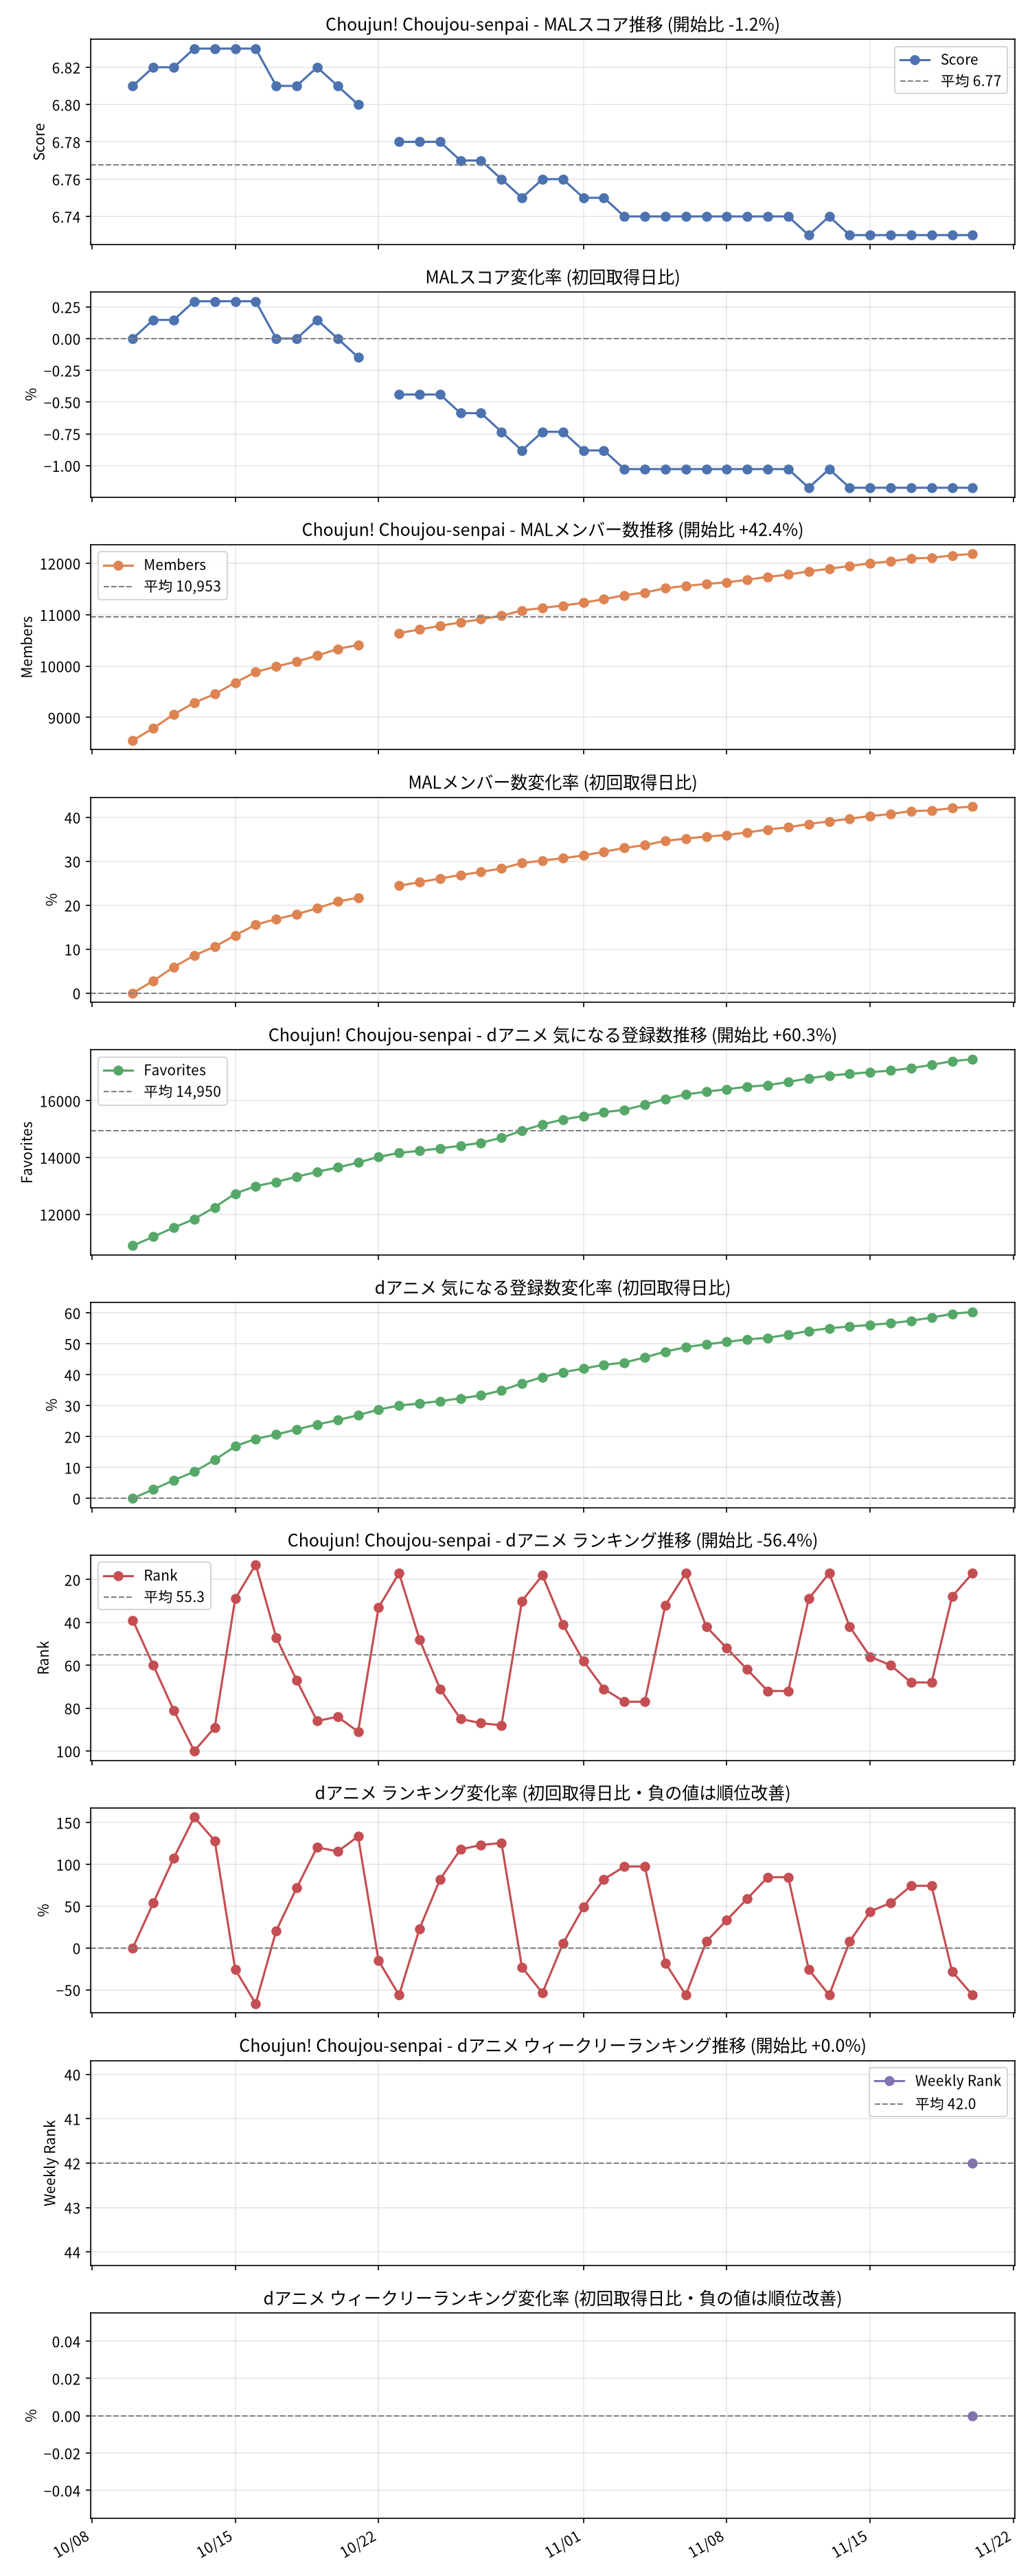 Choujun! Choujou-senpai - MALスコア推移 (開始比 -1.2%)
Score
6.82
6.80
6.78
6.76
6.74
Score
平均 6.77
MALスコア変化率 (初回取得日比)
%
0.25
0.00
−0.25
−0.50
−0.75
−1.00
Choujun! Choujou-senpai - MALメンバー数推移 (開始比 +42.4%)
Members
12000
11000
10000
9000
Members
平均 10,953
MALメンバー数変化率 (初回取得日比)
%
40
30
20
10
0
Choujun! Choujou-senpai - dアニメ 気になる登録数推移 (開始比 +60.3%)
Favorites
16000
14000
12000
Favorites
平均 14,950
dアニメ 気になる登録数変化率 (初回取得日比)
%
60
50
40
30
20
10
0
Choujun! Choujou-senpai - dアニメ ランキング推移 (開始比 -56.4%)
Rank
20
40
60
80
100
Rank
平均 55.3
dアニメ ランキング変化率 (初回取得日比・負の値は順位改善)
%
150
100
50
0
−50
Choujun! Choujou-senpai - dアニメ ウィークリーランキング推移 (開始比 +0.0%)
Weekly Rank
40
41
42
43
44
Weekly Rank
平均 42.0
dアニメ ウィークリーランキング変化率 (初回取得日比・負の値は順位改善)
%
0.04
0.02
0.00
−0.02
−0.04
10/08
10/15
10/22
11/01
11/08
11/15
11/22